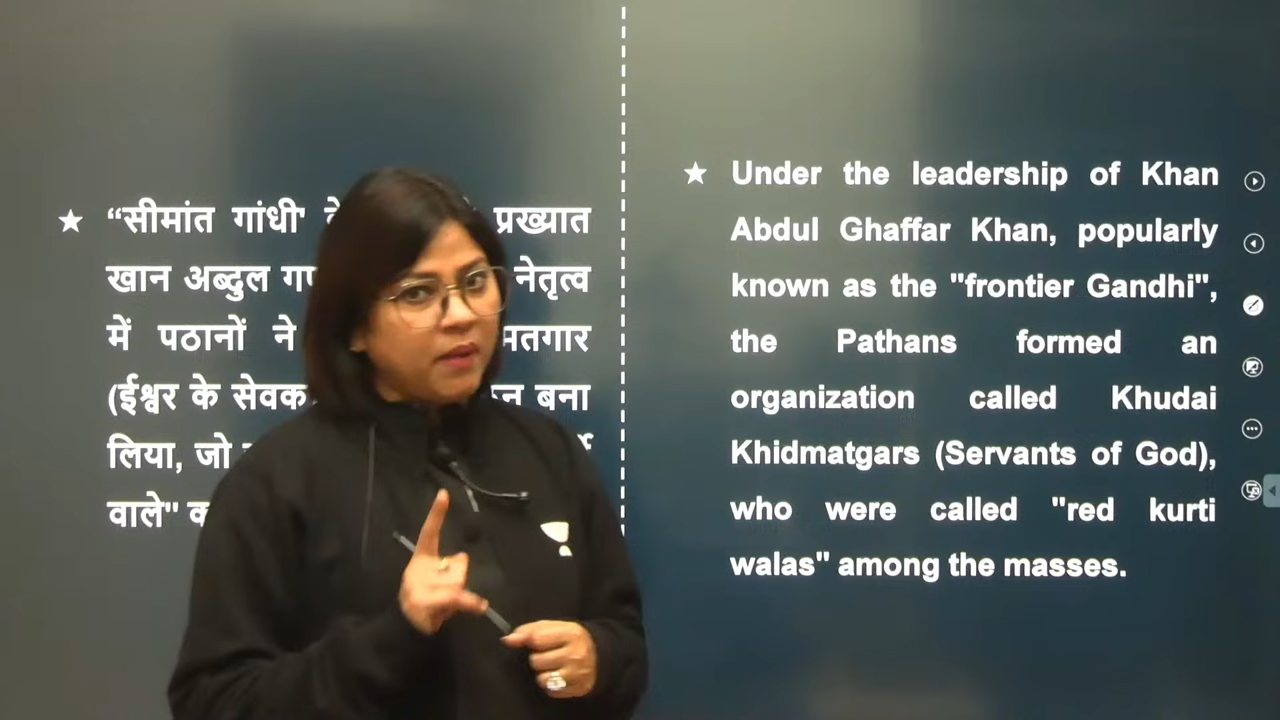 ★ “सीमांत गांधी' प्रख्यात
खान अब्दुल नेतृत्व
में पठानों ने
(ईश्वर के सेवक बना
लिया, जो
वाले"
★ Under the leadership of Khan
Abdul Ghaffar Khan, popularly
known as the "frontier Gandhi",
the Pathans formed an
organization called Khudai
Khidmatgars (Servants of God),
who were called "red kurti
walas" among the masses.